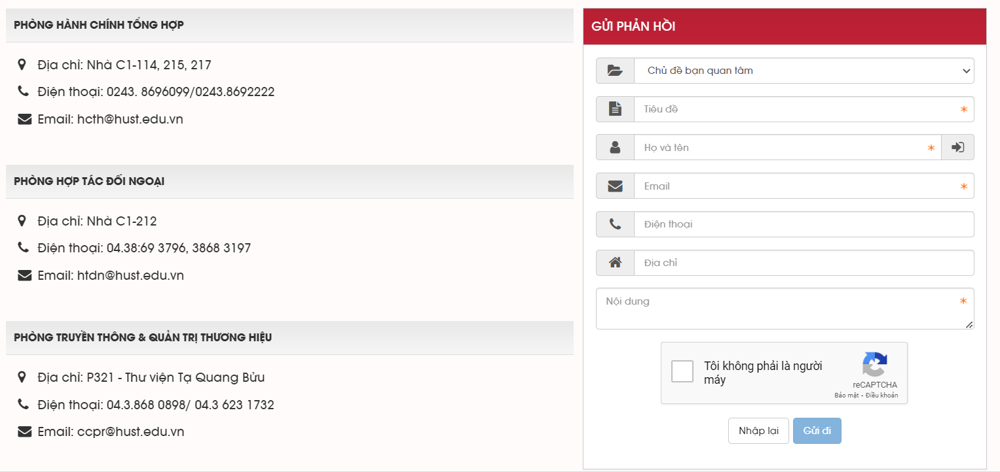 PHÒNG HÀNH CHÍNH TỔNG HỢP
Địa chỉ: Nhà C1-114, 215, 217
Điện thoại: 0243. 8696099/0243.8692222
Email: hcth@hust.edu.vn
PHÒNG HỢP TÁC ĐỐI NGOẠI
Địa chỉ: Nhà C1-212
Điện thoại: 04.38:69 3796, 3868 3197
Email: htdn@hust.edu.vn
PHÒNG TRUYỀN THÔNG & QUẢN TRỊ THƯƠNG HIỆU
Địa chỉ: P321 - Thư viện Tạ Quang Bửu
Điện thoại: 04.3.868 0898/ 04.3 623 1732
Email: ccpr@hust.edu.vn
GỬI PHẢN HỒI
Chủ đề bạn quan tâm
Tiêu đề *
Họ và tên *
Email *
Điện thoại
Địa chỉ
Nội dung *
Tôi không phải là người
máy
reCAPTCHA
Bảo mật - Điều khoản
Nhập lại Gửi đi